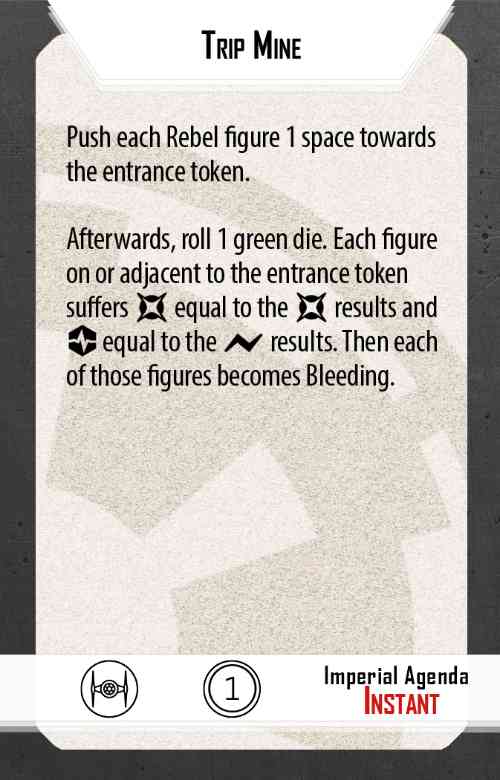 Trip Mine
Push each Rebel figure 1 space towards
the entrance token.
Afterwards, roll 1 green die. Each figure
on or adjacent to the entrance token
suffers equal to the results and
equal to the results. Then each
of those figures becomes Bleeding.
1
Imperial Agenda
Instant